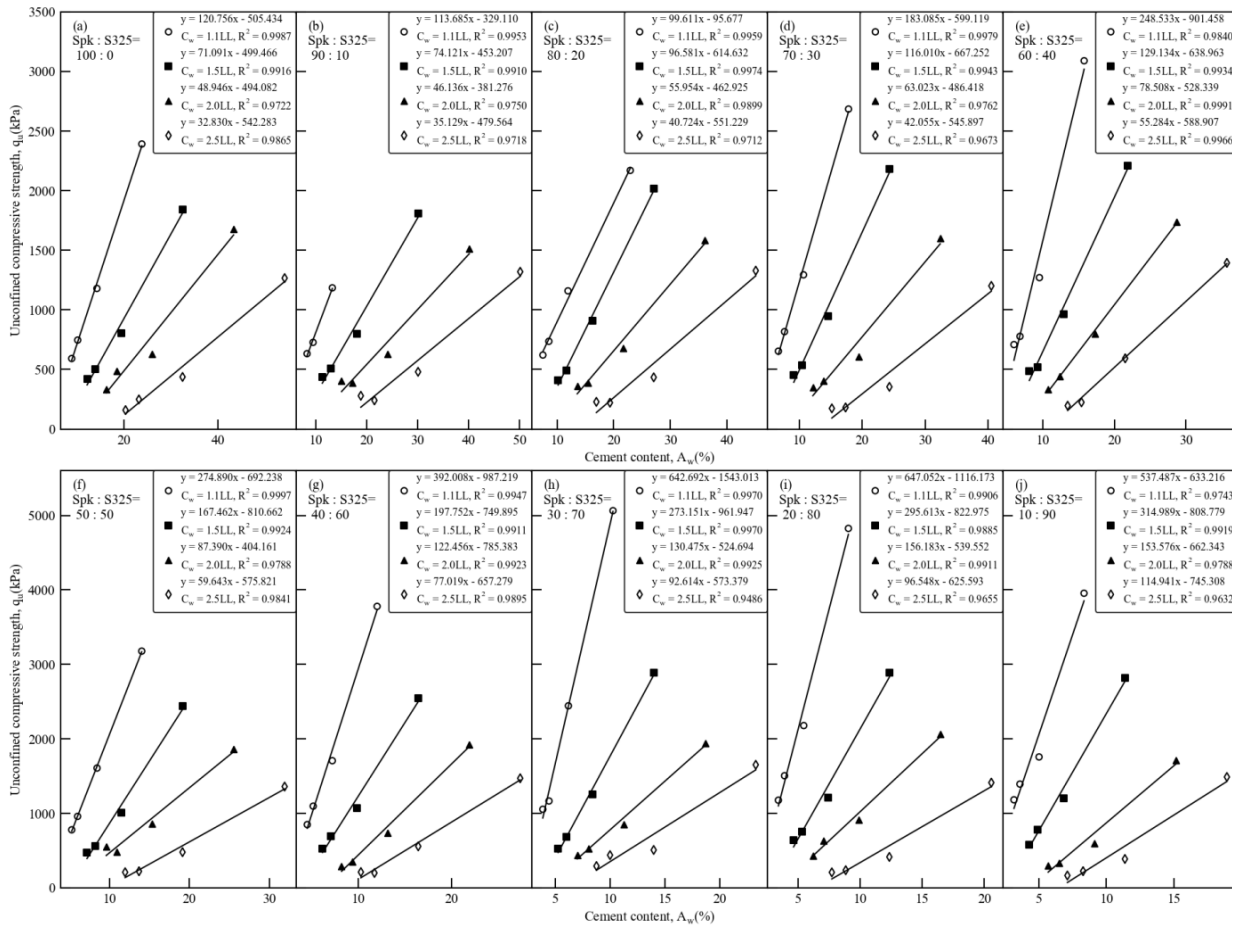 Unconfined compressive strength, qu(kPa)
3500
3000
2500
2000
1500
1000
500
0
(a)
Spk : S325=
100 : 0
y = 120.756x - 505.434
Cw = 1.1LL, R2 = 0.9987
y = 71.091x - 499.466
Cw = 1.5LL, R2 = 0.9916
y = 48.946x - 494.082
Cw = 2.0LL, R2 = 0.9722
y = 32.830x - 542.283
Cw = 2.5LL, R2 = 0.9865
20
40
(b)
Spk : S325=
90 : 10
y = 113.685x - 329.110
Cw = 1.1LL, R2 = 0.9953
y = 74.121x - 453.207
Cw = 1.5LL, R2 = 0.9910
y = 46.136x - 381.276
Cw = 2.0LL, R2 = 0.9750
y = 35.129x - 479.564
Cw = 2.5LL, R2 = 0.9718
10
20
30
40
50
(c)
Spk : S325=
80 : 20
y = 99.611x - 95.677
Cw = 1.1LL, R2 = 0.9959
y = 96.581x - 614.632
Cw = 1.5LL, R2 = 0.9974
y = 55.954x - 462.925
Cw = 2.0LL, R2 = 0.9899
y = 40.724x - 551.229
Cw = 2.5LL, R2 = 0.9712
10
20
30
40
(d)
Spk : S325=
70 : 30
y = 183.085x - 599.119
Cw = 1.1LL, R2 = 0.9979
y = 116.010x - 667.252
Cw = 1.5LL, R2 = 0.9943
y = 63.023x - 486.418
Cw = 2.0LL, R2 = 0.9762
y = 42.055x - 545.897
Cw = 2.5LL, R2 = 0.9673
10
20
30
40
(e)
Spk : S325=
60 : 40
y = 248.533x - 901.458
Cw = 1.1LL, R2 = 0.9840
y = 129.134x - 638.963
Cw = 1.5LL, R2 = 0.9934
y = 78.508x - 528.339
Cw = 2.0LL, R2 = 0.9991
y = 55.284x - 588.907
Cw = 2.5LL, R2 = 0.9966
10
20
30
Cement content, Aw(%)
Unconfined compressive strength, qu(kPa)
5000
4000
3000
2000
1000
0
(f)
Spk : S325=
50 : 50
y = 274.890x - 692.238
Cw = 1.1LL, R2 = 0.9997
y = 167.462x - 810.662
Cw = 1.5LL, R2 = 0.9924
y = 87.390x - 404.161
Cw = 2.0LL, R2 = 0.9788
y = 59.643x - 575.821
Cw = 2.5LL, R2 = 0.9841
10
20
30
(g)
Spk : S325=
40 : 60
y = 392.008x - 987.219
Cw = 1.1LL, R2 = 0.9947
y = 197.752x - 749.895
Cw = 1.5LL, R2 = 0.9911
y = 122.456x - 785.383
Cw = 2.0LL, R2 = 0.9923
y = 77.019x - 657.279
Cw = 2.5LL, R2 = 0.9895
10
20
(h)
Spk : S325=
30 : 70
y = 642.692x - 1543.013
Cw = 1.1LL, R2 = 0.9970
y = 273.151x - 961.947
Cw = 1.5LL, R2 = 0.9970
y = 130.475x - 524.694
Cw = 2.0LL, R2 = 0.9925
y = 92.614x - 573.379
Cw = 2.5LL, R2 = 0.9486
5
10
15
20
(i)
Spk : S325=
20 : 80
y = 647.052x - 1116.173
Cw = 1.1LL, R2 = 0.9906
y = 295.613x - 822.975
Cw = 1.5LL, R2 = 0.9885
y = 156.183x - 539.552
Cw = 2.0LL, R2 = 0.9911
y = 96.548x - 625.593
Cw = 2.5LL, R2 = 0.9655
5
10
15
20
(j)
Spk : S325=
10 : 90
y = 537.487x - 633.216
Cw = 1.1LL, R2 = 0.9743
y = 314.989x - 808.779
Cw = 1.5LL, R2 = 0.9919
y = 153.576x - 662.343
Cw = 2.0LL, R2 = 0.9788
y = 114.941x - 745.308
Cw = 2.5LL, R2 = 0.9632
5
10
15
Cement content, Aw(%)